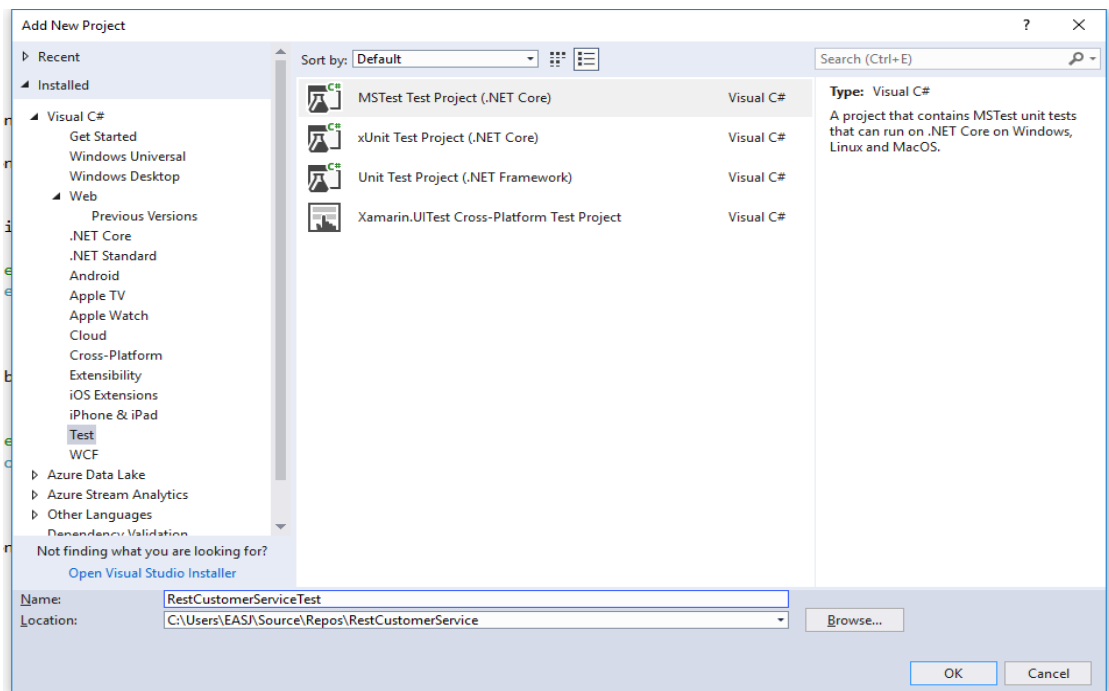 Add New Project
?
Recent
Installed
Visual C#
Get Started
Windows Universal
Windows Desktop
Web
Previous Versions
.NET Core
.NET Standard
Android
Apple TV
Apple Watch
Cloud
Cross-Platform
Extensibility
iOS Extensions
iPhone & iPad
Test
WCF
Azure Data Lake
Azure Stream Analytics
Other Languages
Dependency Validation
Not finding what you are looking for?
Open Visual Studio Installer
Sort by: Default
C# MSTest Test Project (.NET Core) Visual C#
C# xUnit Test Project (.NET Core) Visual C#
C# Unit Test Project (.NET Framework) Visual C#
Xamarin.UITest Cross-Platform Test Project Visual C#
Search (Ctrl+E)
Type: Visual C#
A project that contains MSTest unit tests
that can run on .NET Core on Windows,
Linux and MacOS.
Name: RestCustomerServiceTest
Location: C:\Users\EASJ\Source\Repos\RestCustomerService
Browse...
OK Cancel